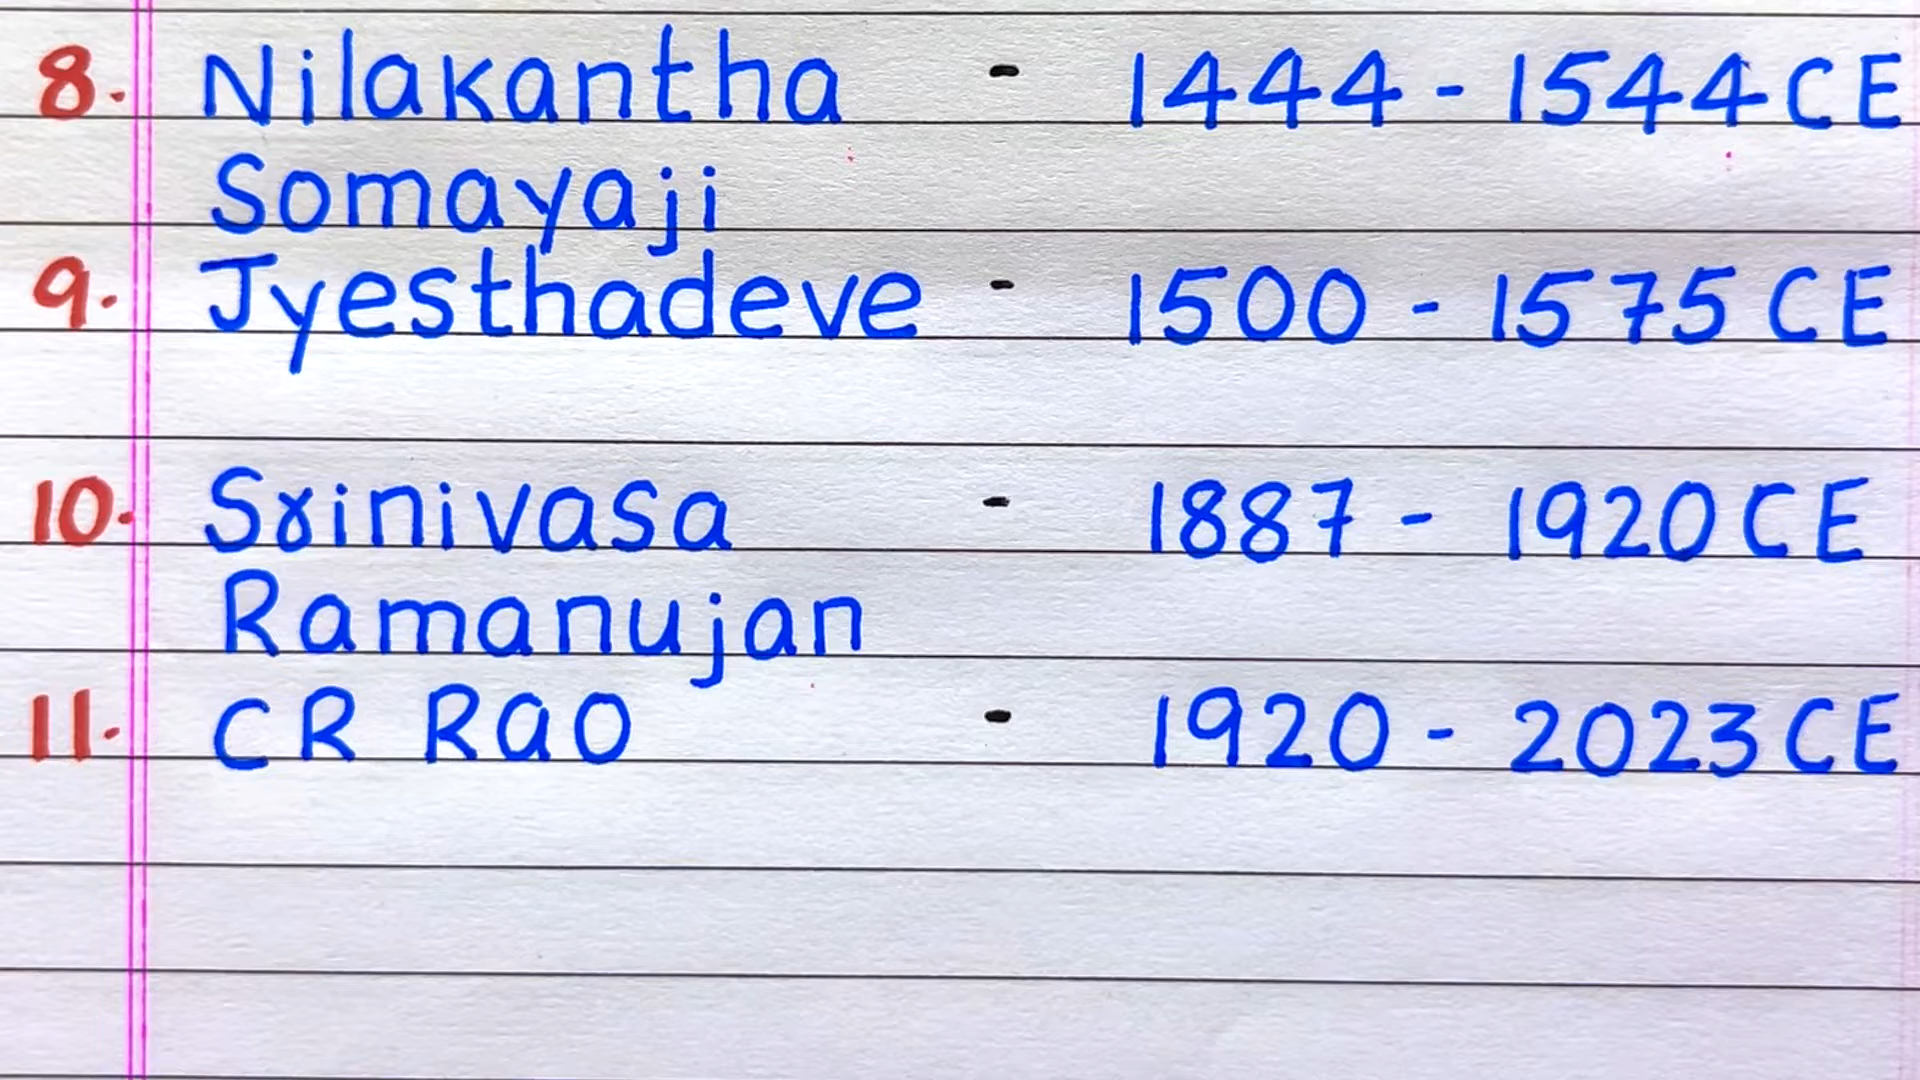 8. Nilakantha - 1444 - 1544 CE
Somayaji
9. Jyesthadeve - 1500 - 1575 CE
10. Srinivasa - 1887 - 1920 CE
Ramanujan
11. CR Rao - 1920 - 2023 CE